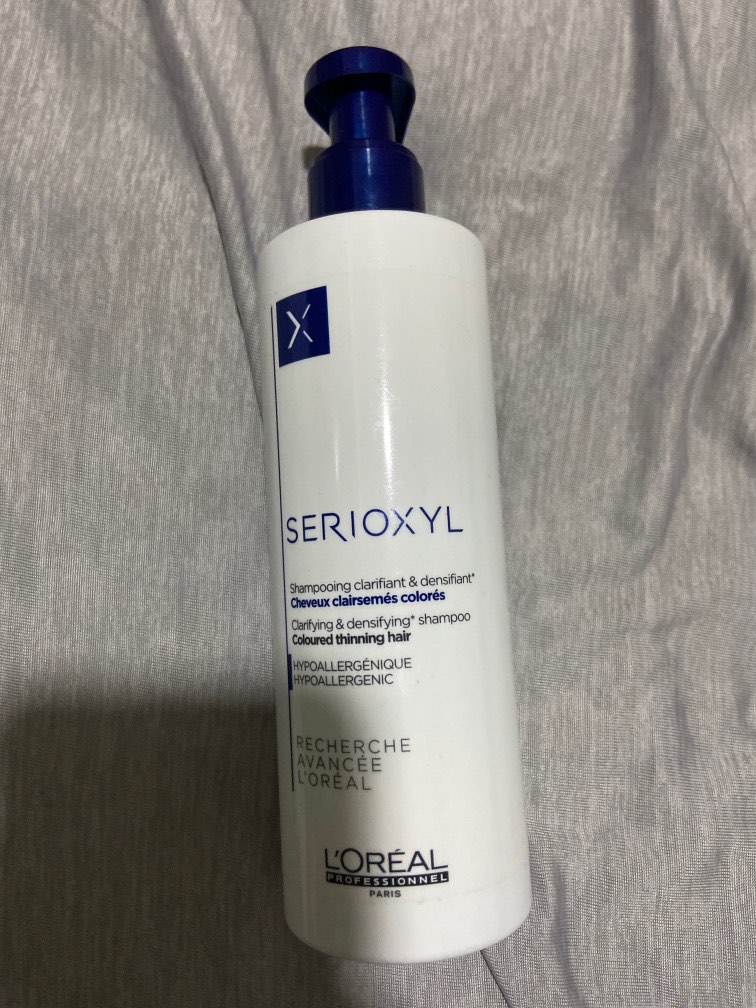 X
SERIOXYL
Shampooing clarifiant & densifiant*
Cheveux clairsemés colorés
Clarifying & densifying* shampoo
Coloured thinning hair
HYPOALLERGÉNIQUE
HYPOALLERGENIC
RECHERCHE
AVANCÉE
L'ORÉAL
L'ORÉAL
PROFESSIONNEL
PARIS